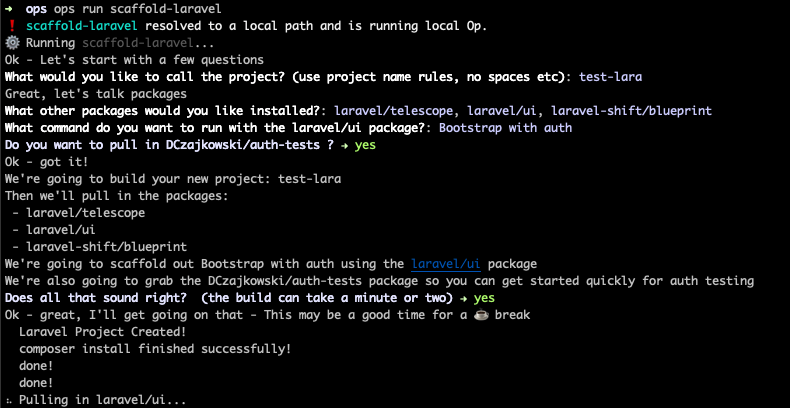 ➜  ops ops run scaffold-laravel
❗ scaffold-laravel resolved to a local path and is running local Op.
⚙️ Running scaffold-laravel...
Ok - Let's start with a few questions
What would you like to call the project? (use project name rules, no spaces etc): test-lara
Great, let's talk packages
What other packages would you like installed?: laravel/telescope, laravel/ui, laravel-shift/blueprint
What command do you want to run with the laravel/ui package?: Bootstrap with auth
Do you want to pull in DCzajkowski/auth-tests ? ➜ yes
Ok - got it!
We're going to build your new project: test-lara
Then we'll pull in the packages:
 - laravel/telescope
 - laravel/ui
 - laravel-shift/blueprint
We're going to scaffold out Bootstrap with auth using the laravel/ui package
We're also going to grab the DCzajkowski/auth-tests package so you can get started quickly for auth testing
Does all that sound right?  (the build can take a minute or two) ➜ yes
Ok - great, I'll get going on that - This may be a good time for a ☕ break
  Laravel Project Created!
  composer install finished successfully!
  done!
  done!
⠦ Pulling in laravel/ui...